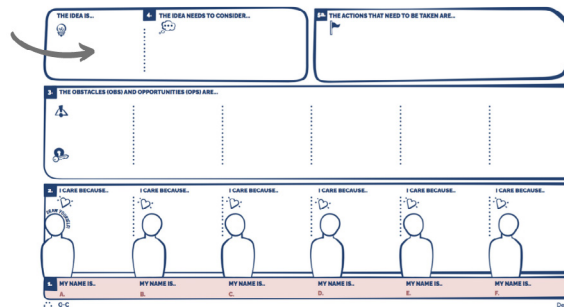 THE IDEA IS...
4. THE IDEA NEEDS TO CONSIDER...
THE ACTIONS THAT NEED TO BE TAKEN ARE...
3. THE OBSTACLES (OBS) AND OPPORTUNITIES (OPS) ARE...
2. I CARE BECAUSE.. I CARE BECAUSE.. I CARE BECAUSE.. I CARE BECAUSE.. I CARE BECAUSE.. I CARE BECAUSE..
DRAW YOURSELF
1. MY NAME IS.. MY NAME IS.. MY NAME IS.. MY NAME IS.. MY NAME IS.. MY NAME IS..
A. B. C. D. E. F.
C-C